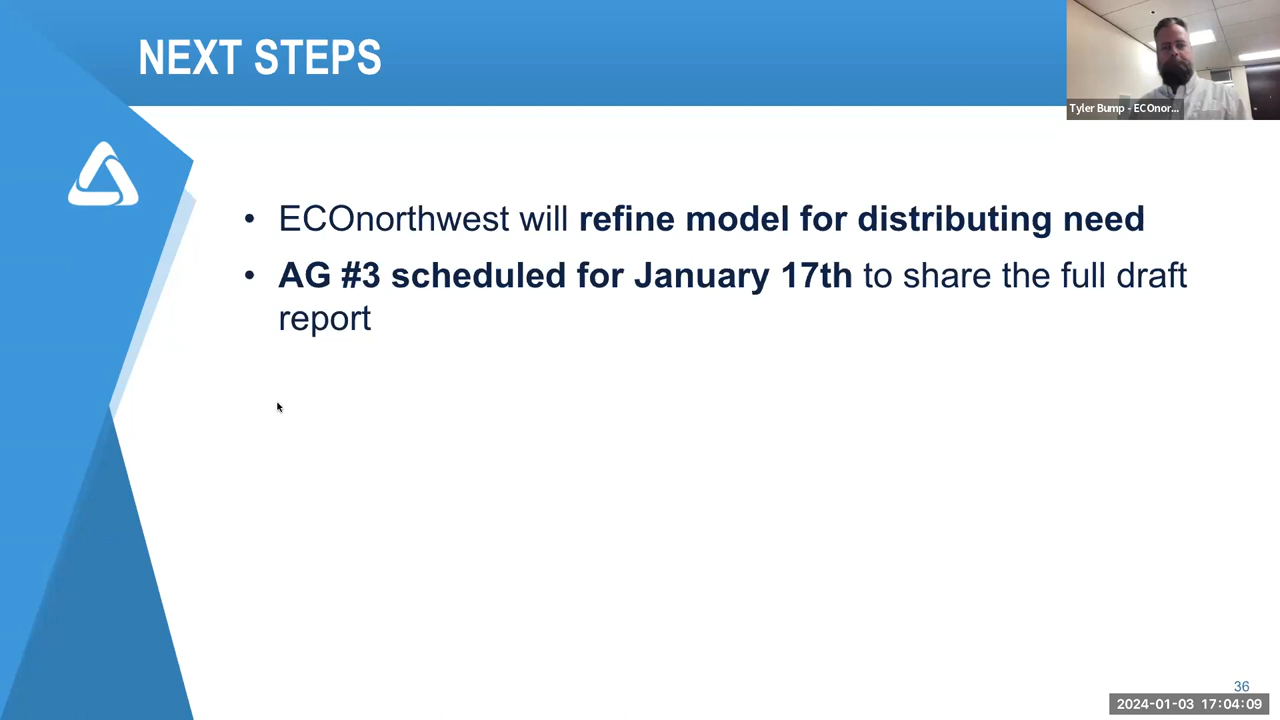 NEXT STEPS
Tyler Bump - ECOnor...
• ECOnorthwest will refine model for distributing need
• AG #3 scheduled for January 17th to share the full draft
report
36
2024-01-03 17:04:09